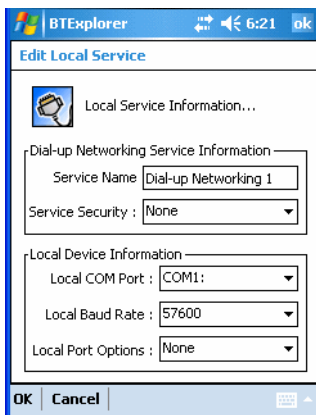 BTExplorer 6:21 ok
Edit Local Service
Local Service Information...
Dial-up Networking Service Information
Service Name Dial-up Networking 1
Service Security : None
Local Device Information
Local COM Port : COM1:
Local Baud Rate : 57600
Local Port Options : None
OK Cancel